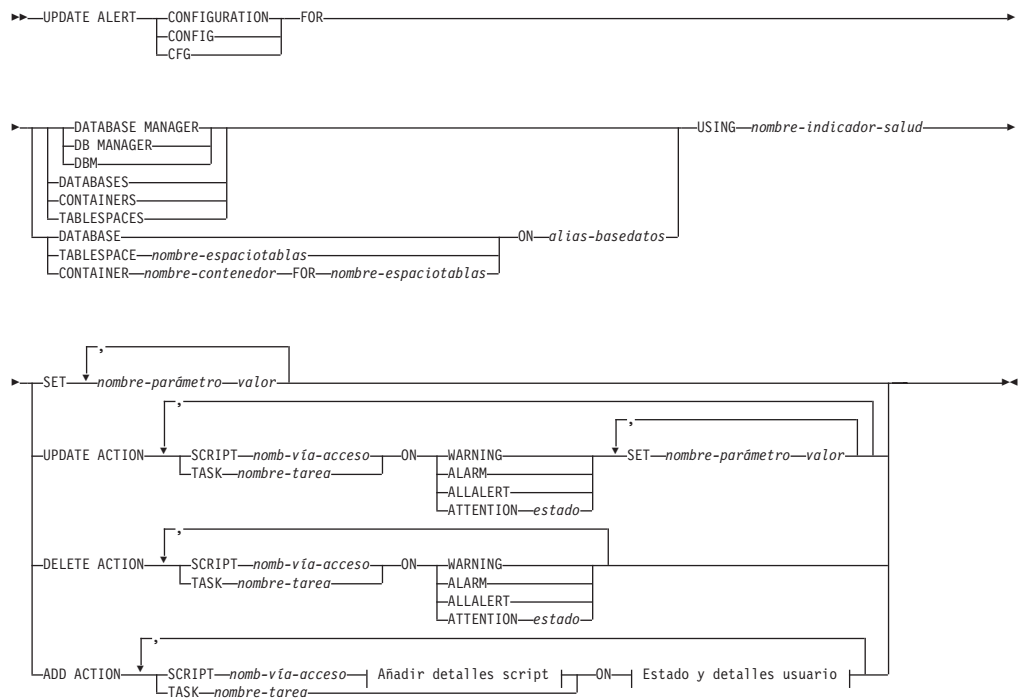 UPDATE ALERT CONFIGURATION FOR
CONFIG
CFG
DATABASE MANAGER USING nombre-indicador-salud
DB MANAGER
DBM
DATABASES
CONTAINERS
TABLESPACES
DATABASE ON alias-basedatos
TABLESPACE nombre-espaciotablas
CONTAINER nombre-contenedor FOR nombre-espaciotablas
,
SET nombre-parámetro valor
,
,
UPDATE ACTION SCRIPT nomb-vía-acceso ON WARNING SET nombre-parámetro valor
TASK nombre-tarea ALARM
ALLALERT
ATTENTION estado
,
DELETE ACTION SCRIPT nomb-vía-acceso ON WARNING
TASK nombre-tarea ALARM
ALLALERT
ATTENTION estado
,
ADD ACTION SCRIPT nomb-vía-acceso Añadir detalles script ON Estado y detalles usuario
TASK nombre-tarea